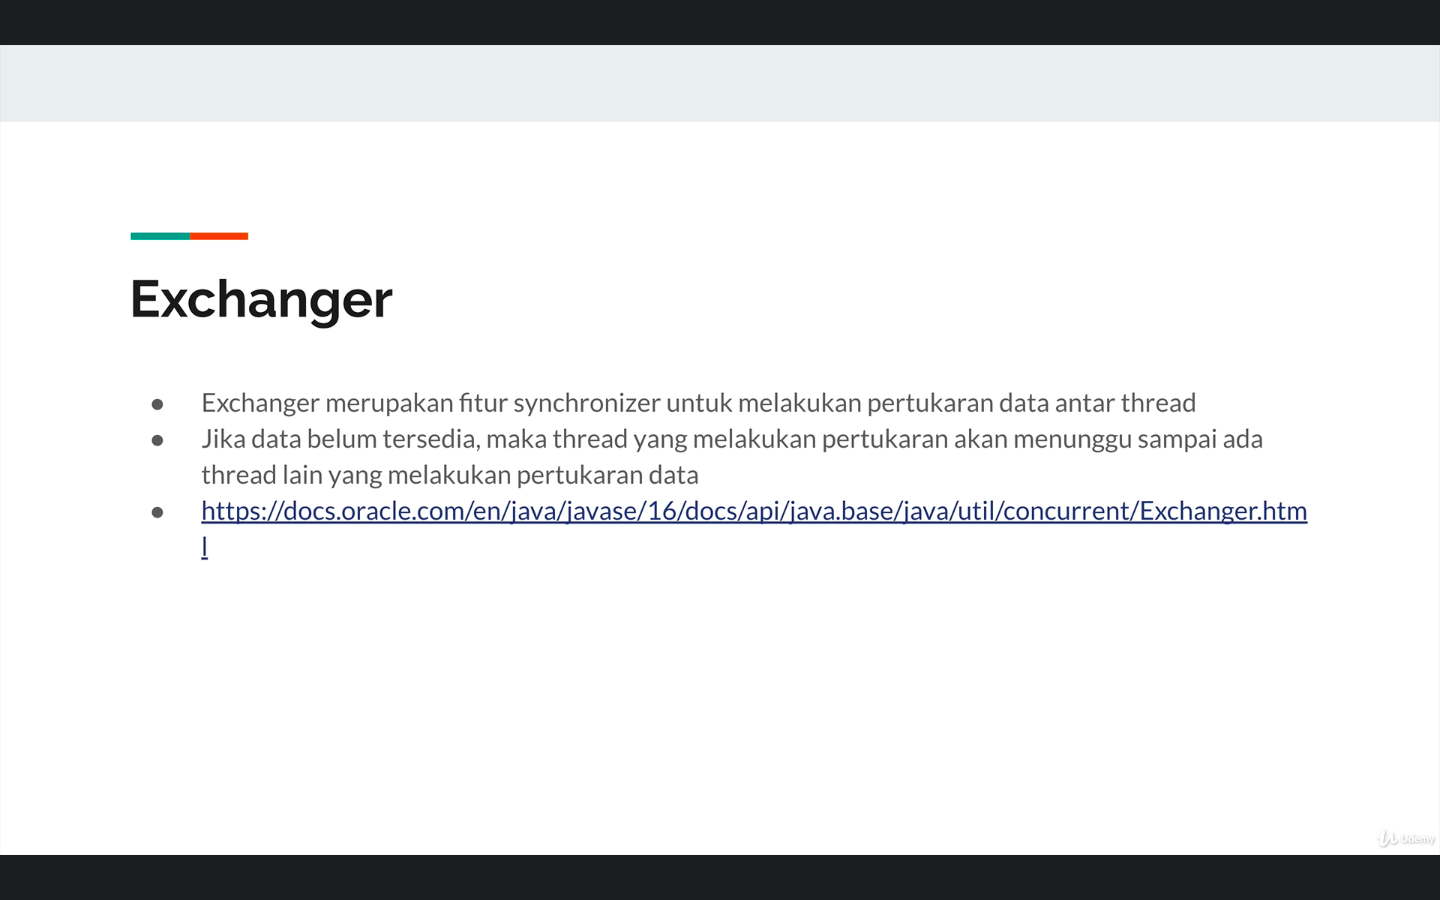 Exchanger
● Exchanger merupakan fitur synchronizer untuk melakukan pertukaran data antar thread
● Jika data belum tersedia, maka thread yang melakukan pertukaran akan menunggu sampai ada
thread lain yang melakukan pertukaran data
● https://docs.oracle.com/en/java/javase/16/docs/api/java.base/java/util/concurrent/Exchanger.htm
l
Udemy